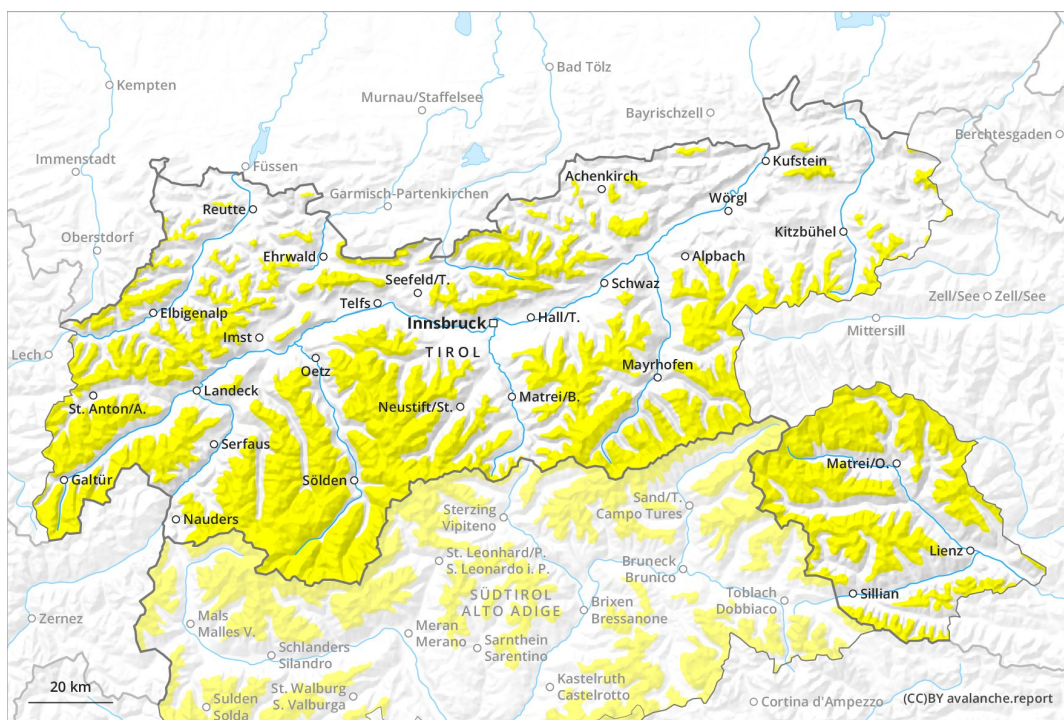 Bad Tölz
Kempten
Murnau/Staffelsee
Bayrischzell
Berchtesgaden
Immenstadt
Füssen
Kufstein
Achenkirch
Garmisch-Partenkirchen
Wörgl
Reutte
Oberstdorf
Kitzbühel
Ehrwald
Alpbach
Seefeld/T.
Schwaz
Zell/See
Zell/See
Telfs
Elbigenalp
Hall/T.
Innsbruck
Mittersill
Imst
Lech
TIROL
Mayrhofen
Oetz
Landeck
Matrei/B.
St. Anton/A.
Neustift/St.
Serfaus
Matrei/O.
Galtür
Sölden
Sand/T.
Campo Tures
Sterzing
Vipiteno
Nauders
Lienz
St. Leonhard/P.
S. Leonardo i. P.
Bruneck
Brunico
SÜDTIROL
ALTO ADIGE
Toblach
Dobbiaco
Sillian
Brixen
Bressanone
Mals
Malles V.
Zernez
Meran
Merano
Sarnthein
Sarentino
Schlanders
Silandro
Kastelruth
Castelrotto
20 km
St. Walburg
S. Valburga
Sulden
Solda
Cortina d'Ampezzo
(CC)BY avalanche.report